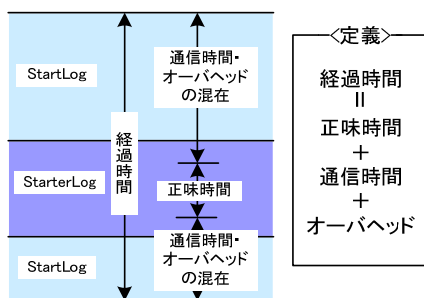 StartLog
通信時間・
オーバヘッド
の混在
経過時間
StarterLog
正味時間
StartLog
通信時間・
オーバヘッド
の混在
<定義>
経過時間
=
正味時間
+
通信時間
+
オーバヘッド